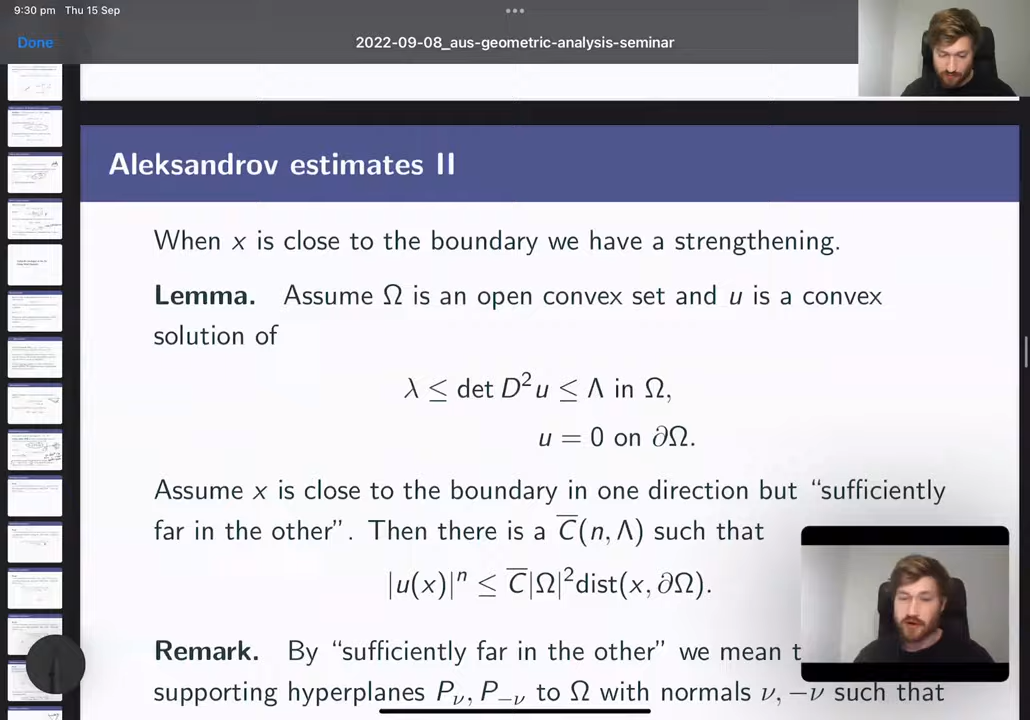 9:30 pm Thu 15 Sep
Done
2022-09-08_aus-geometric-analysis-seminar
Aleksandrov estimates II
When x is close to the boundary we have a strengthening.
Lemma. Assume Ω is an open convex set and u is a convex
solution of
λ ≤ det D²u ≤ Λ in Ω,
u = 0 on ∂Ω.
Assume x is close to the boundary in one direction but “sufficiently
far in the other”. Then there is a C̅(n, Λ) such that
|u(x)|ⁿ ≤ C̅|Ω|²dist(x, ∂Ω).
Remark. By “sufficiently far in the other” we mean
supporting hyperplanes P_ν, P_{−ν} to Ω with normals ν, −ν such that